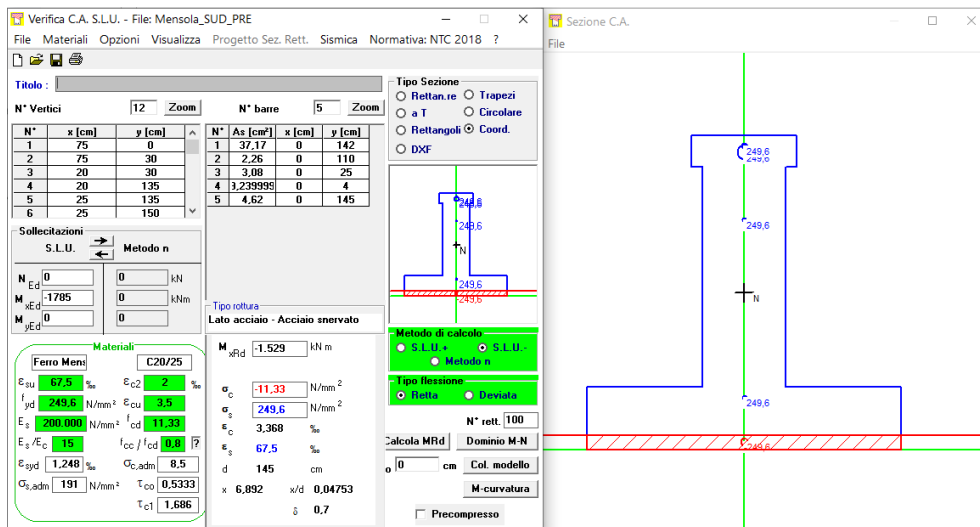 Verifica C.A. S.L.U. - File: Mensola_SUD_PRE
File Materiali Opzioni Visualizza Progetto Sez. Rett. Sismica Normativa: NTC 2018 ?
Titolo :
N° Vertici 12 Zoom N° barre 5 Zoom
N° x [cm] y [cm]
1 75 0
2 75 30
3 20 30
4 20 135
5 25 135
6 25 150
N° As [cm²] x [cm] y [cm]
1 37,17 0 142
2 2,26 0 110
3 3,08 0 25
4 3,239999 0 4
5 4,62 0 145
Tipo Sezione
Rettan.re Trapezi
a T Circolare
Rettangoli Coord.
DXF
249,6
249,6
249,6
249,6
N
Sollecitazioni
S.L.U. Metodo n
N Ed 0 0 kN
M xEd -1785 0 kNm
M yEd 0 0
Tipo rottura
Lato acciaio - Acciaio snervato
Materiali
Ferro Mens C20/25
εsu 67,5 ‰ εc2 2 ‰
fyd 249,6 N/mm² εcu 3,5
Es 200.000 N/mm² fcd 11,33
Es/Ec 15 fcc / fcd 0,8 ?
εsyd 1,248 ‰ σc,adm 8,5
σs,adm 191 N/mm² τco 0,5333
τc1 1,686
M xRd -1.529 kN m
σc -11,33 N/mm²
σs 249,6 N/mm²
εc 3,368 ‰
εs 67,5 ‰
d 145 cm
x 6,892 x/d 0,04753
δ 0,7
Metodo di calcolo
S.L.U.+ S.L.U.-
Metodo n
Tipo flessione
Retta Deviata
N° rett. 100
Calcola MRd Dominio M-N
o 0 cm Col. modello
M-curvatura
Precompresso
Sezione C.A.
File
249,6
249,6
249,6
N
249,6
249,6